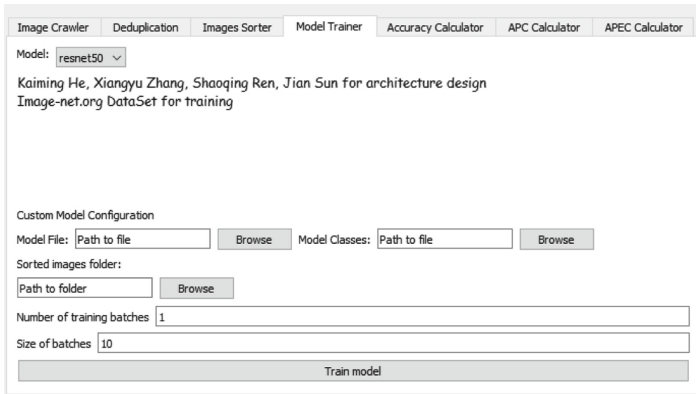 Image Crawler Deduplication Images Sorter Model Trainer Accuracy Calculator APC Calculator APEC Calculator
Model: resnet50
Kaiming He, Xiangyu Zhang, Shaoqing Ren, Jian Sun for architecture design
Image-net.org DataSet for training
Custom Model Configuration
Model File: Path to file Browse Model Classes: Path to file Browse
Sorted images folder:
Path to folder Browse
Number of training batches 1
Size of batches 10
Train model